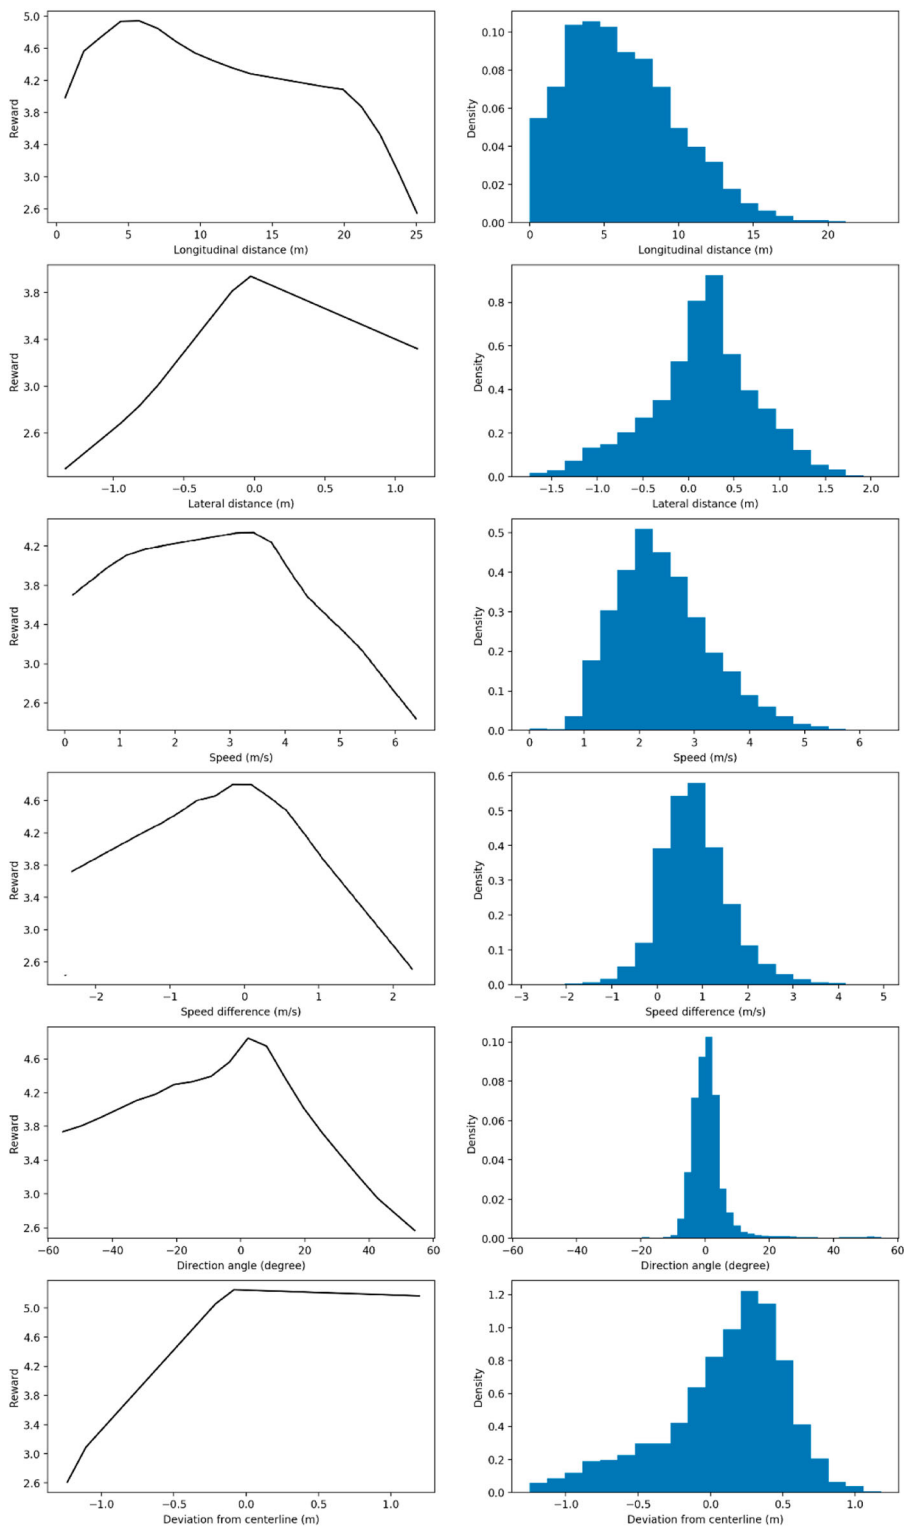 5.0
4.6
4.2
3.8
3.4
3.0
2.6
Reward
0 5 10 15 20 25
Longitudinal distance (m)
0.10
0.08
0.06
0.04
0.02
0.00
Density
0 5 10 15 20
Longitudinal distance (m)
3.8
3.4
3.0
2.6
Reward
−1.0 −0.5 0.0 0.5 1.0
Lateral distance (m)
0.8
0.6
0.4
0.2
0.0
Density
−1.5 −1.0 −0.5 0.0 0.5 1.0 1.5 2.0
Lateral distance (m)
4.2
3.8
3.4
3.0
2.6
Reward
0 1 2 3 4 5 6
Speed (m/s)
0.5
0.4
0.3
0.2
0.1
0.0
Density
0 1 2 3 4 5 6
Speed (m/s)
4.6
4.2
3.8
3.4
3.0
2.6
Reward
−2 −1 0 1 2
Speed difference (m/s)
0.6
0.5
0.4
0.3
0.2
0.1
0.0
Density
−3 −2 −1 0 1 2 3 4 5
Speed difference (m/s)
4.6
4.2
3.8
3.4
3.0
2.6
Reward
−60 −40 −20 0 20 40 60
Direction angle (degree)
0.10
0.08
0.06
0.04
0.02
0.00
Density
−60 −40 −20 0 20 40 60
Direction angle (degree)
5.0
4.6
4.2
3.8
3.4
3.0
2.6
Reward
−1.0 −0.5 0.0 0.5 1.0
Deviation from centerline (m)
1.2
1.0
0.8
0.6
0.4
0.2
0.0
Density
−1.0 −0.5 0.0 0.5 1.0
Deviation from centerline (m)